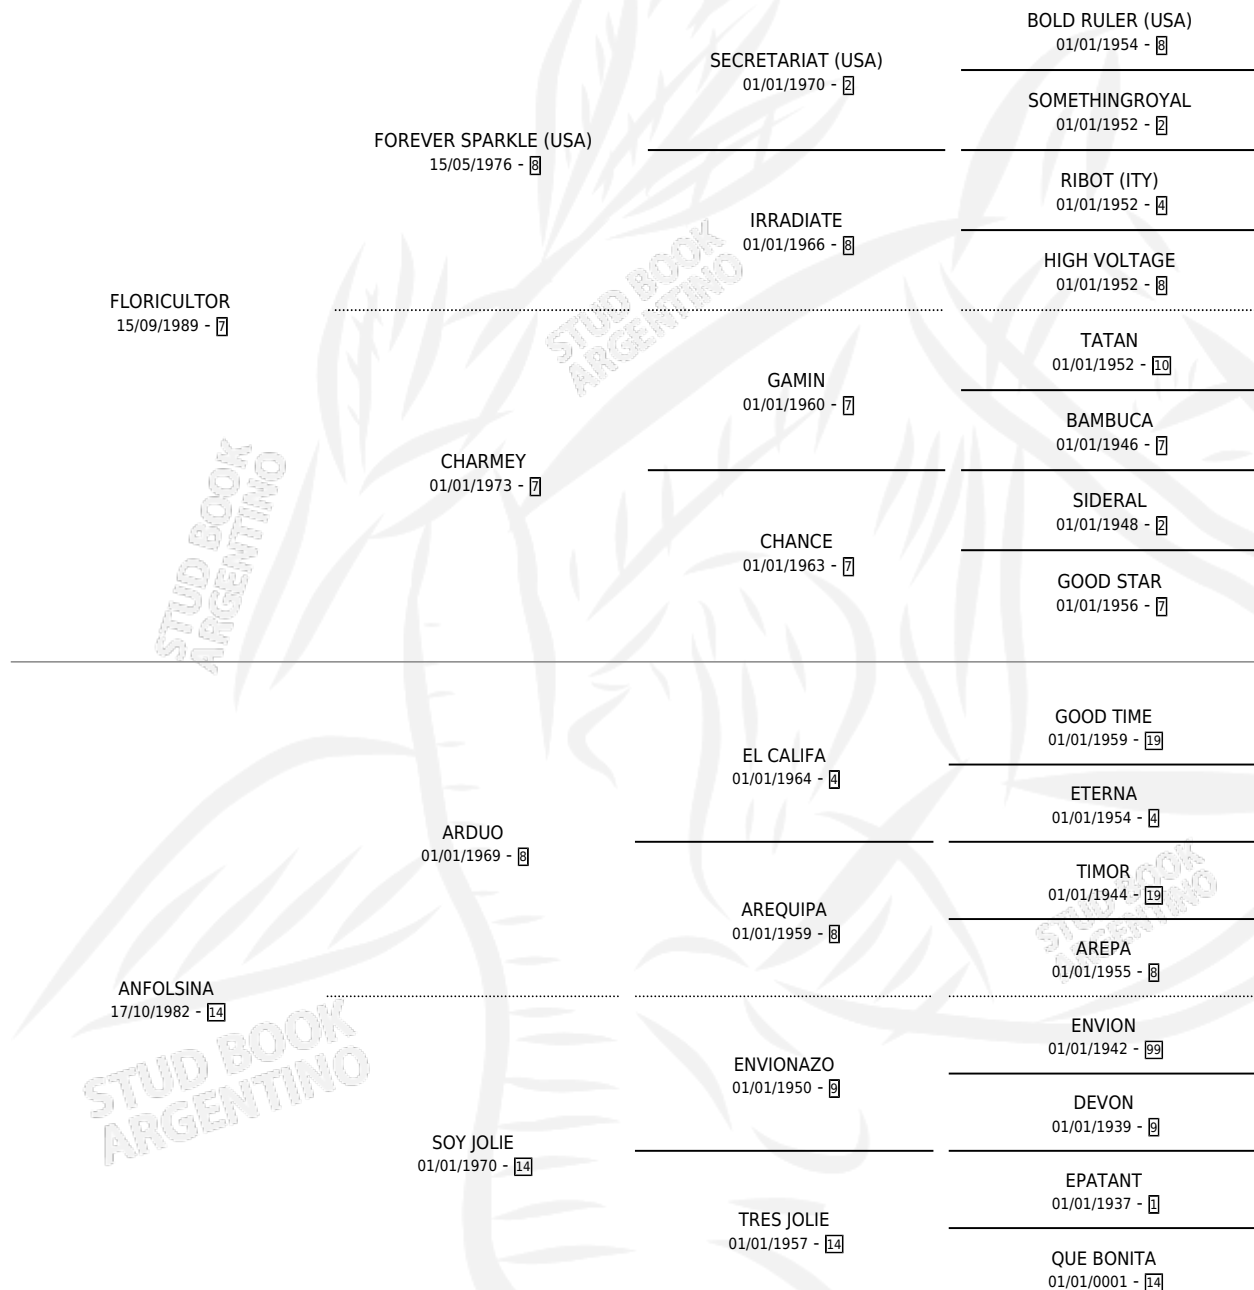 BOLD RULER (USA)
01/01/1954 - 8
SECRETARIAT (USA)
01/01/1970 - 2
SOMETHINGROYAL
01/01/1952 - 2
FOREVER SPARKLE (USA)
15/05/1976 - 8
RIBOT (ITY)
01/01/1952 - 4
IRRADIATE
01/01/1966 - 8
HIGH VOLTAGE
01/01/1952 - 8
FLORICULTOR
15/09/1989 - 7
TATAN
01/01/1952 - 10
GAMIN
01/01/1960 - 7
BAMBUCA
01/01/1946 - 7
CHARMEY
01/01/1973 - 7
SIDERAL
01/01/1948 - 2
CHANCE
01/01/1963 - 7
GOOD STAR
01/01/1956 - 7
GOOD TIME
01/01/1959 - 19
EL CALIFA
01/01/1964 - 4
ETERNA
01/01/1954 - 4
ARDUO
01/01/1969 - 8
TIMOR
01/01/1944 - 19
AREQUIPA
01/01/1959 - 8
AREPA
01/01/1955 - 8
ANFOLSINA
17/10/1982 - 14
ENVION
01/01/1942 - 99
ENVIONAZO
01/01/1950 - 9
DEVON
01/01/1939 - 9
SOY JOLIE
01/01/1970 - 14
EPATANT
01/01/1937 - 1
TRES JOLIE
01/01/1957 - 14
QUE BONITA
01/01/0001 - 14
STUD BOOK
ARGENTINO
STUD BOOK
ARGENTINO
STUD BOOK
ARGENTINO
STUD BOOK
ARGENTINO